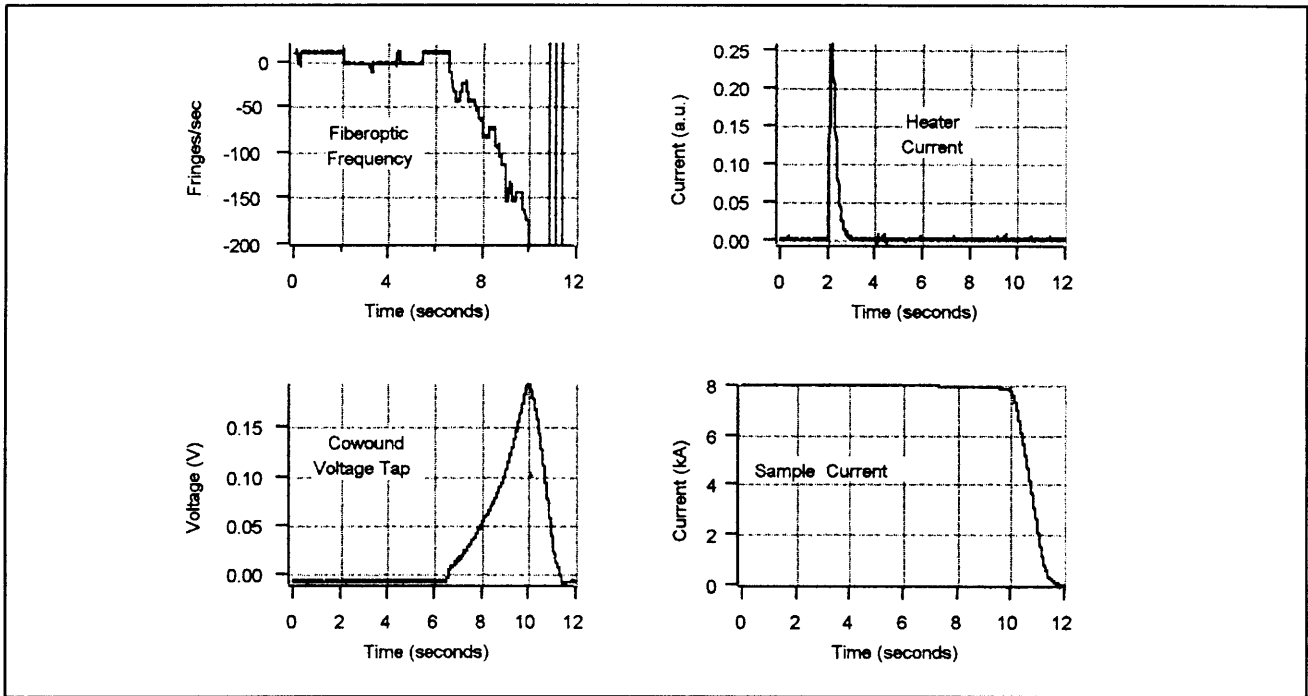 Fringes/sec
0
-50
-100
-150
-200
Fiberoptic
Frequency
0 2 4 6 8 10 12
Time (seconds)
Current (a.u.)
0.25
0.20
0.15
0.10
0.05
0.00
Heater
Current
0 2 4 6 8 10 12
Time (seconds)
Voltage (V)
0.15
0.10
0.05
0.00
Cowound
Voltage Tap
0 2 4 6 8 10 12
Time (seconds)
Current (kA)
8
6
4
2
0
Sample Current
0 2 4 6 8 10 12
Time (seconds)